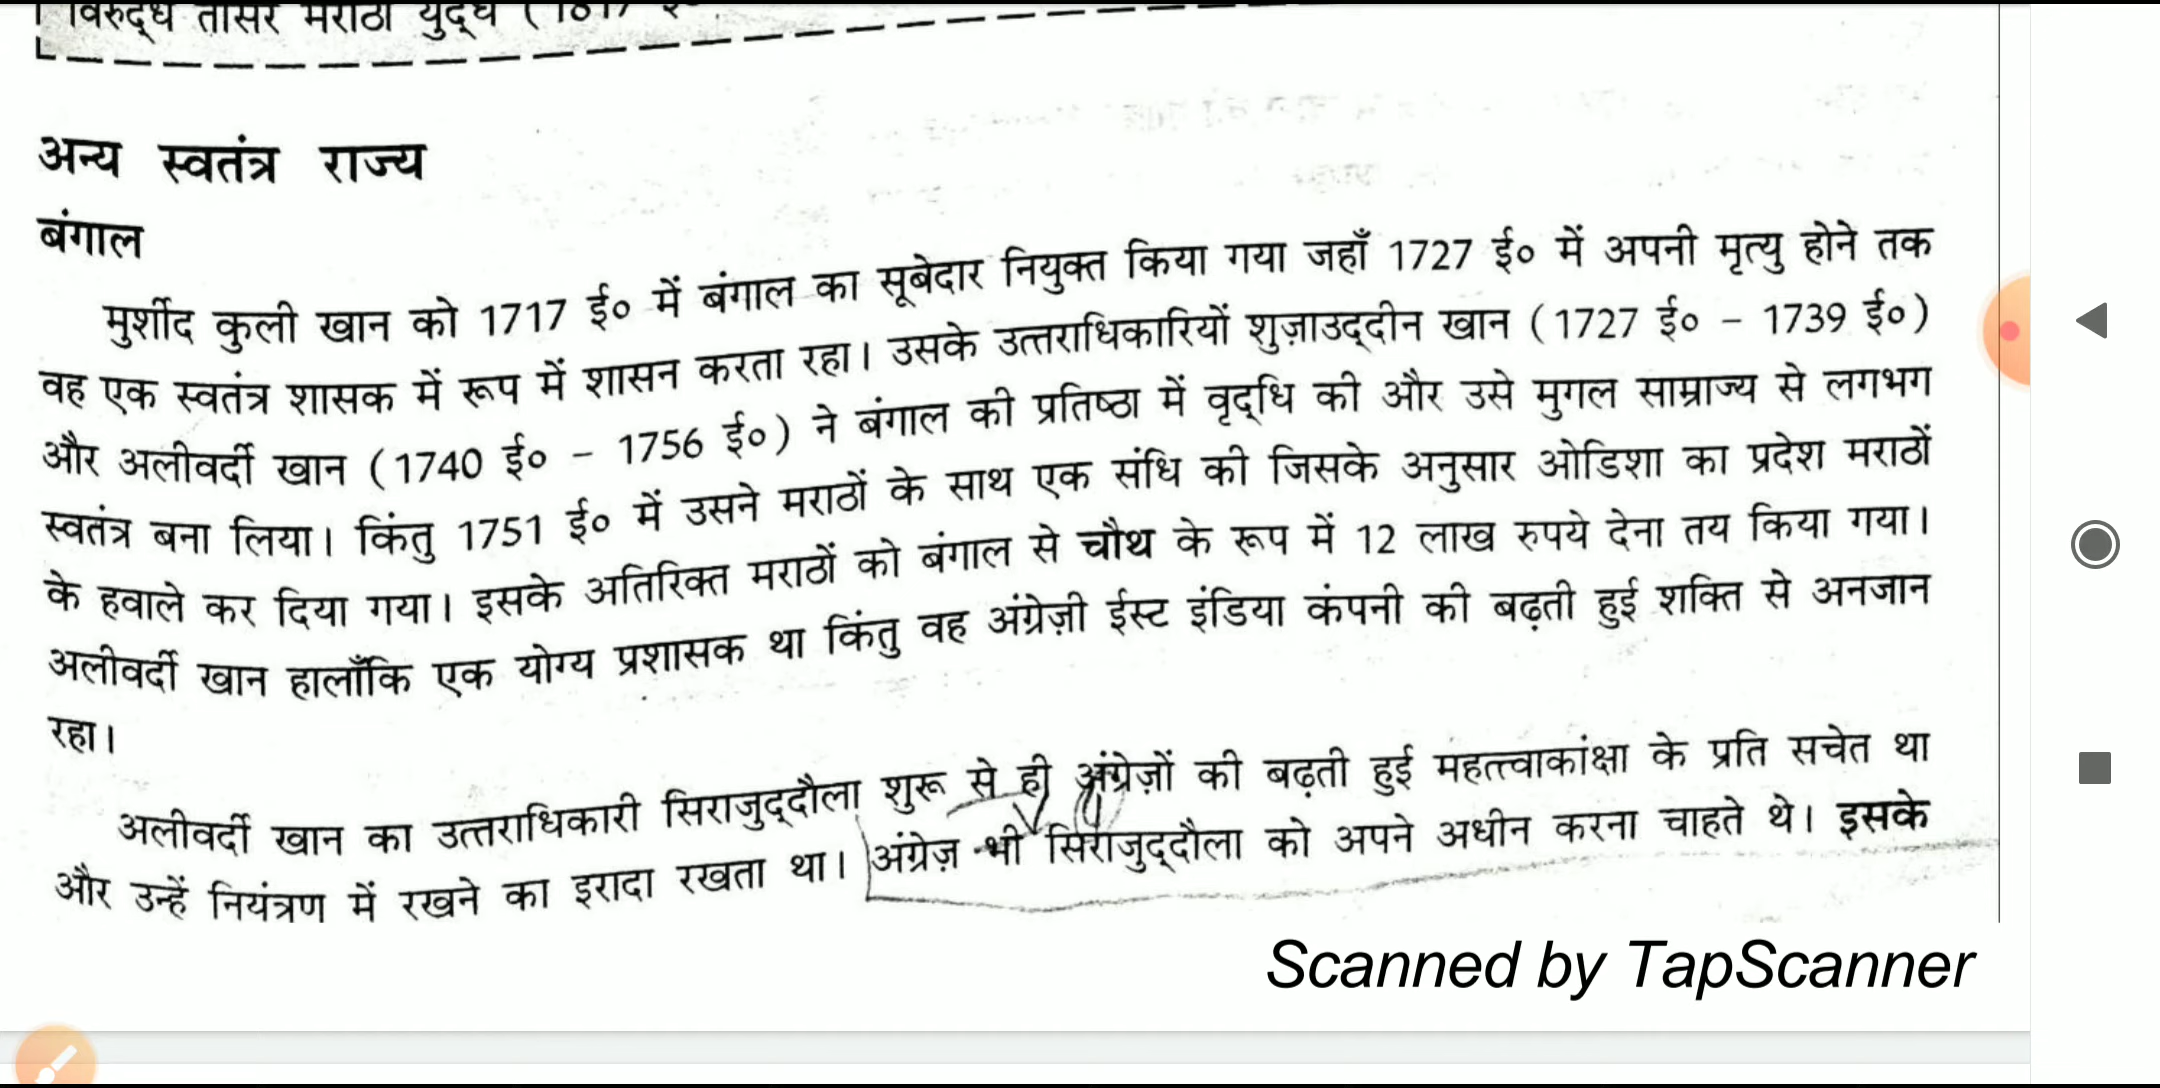 विरुद्ध तीसरे मराठा युद्ध (1817
अन्य स्वतंत्र राज्य
बंगाल
मुर्शीद कुली खान को 1717 ई० में बंगाल का सूबेदार नियुक्त किया गया जहाँ 1727 ई० में अपनी मृत्यु होने तक
वह एक स्वतंत्र शासक में रूप में शासन करता रहा। उसके उत्तराधिकारियों शुज़ाउद्दीन खान (1727 ई० – 1739 ई०)
और अलीवर्दी खान (1740 ई० – 1756 ई०) ने बंगाल की प्रतिष्ठा में वृद्धि की और उसे मुगल साम्राज्य से लगभग
स्वतंत्र बना लिया। किंतु 1751 ई० में उसने मराठों के साथ एक संधि की जिसके अनुसार ओडिशा का प्रदेश मराठों
के हवाले कर दिया गया। इसके अतिरिक्त मराठों को बंगाल से चौथ के रूप में 12 लाख रुपये देना तय किया गया।
अलीवर्दी खान हालाँकि एक योग्य प्रशासक था किंतु वह अंग्रेज़ी ईस्ट इंडिया कंपनी की बढ़ती हुई शक्ति से अनजान
रहा।
अलीवर्दी खान का उत्तराधिकारी सिराजुद्दौला शुरू से ही अंग्रेज़ों की बढ़ती हुई महत्त्वाकांक्षा के प्रति सचेत था
और उन्हें नियंत्रण में रखने का इरादा रखता था। अंग्रेज़ भी सिराजुद्दौला को अपने अधीन करना चाहते थे। इसके
Scanned by TapScanner